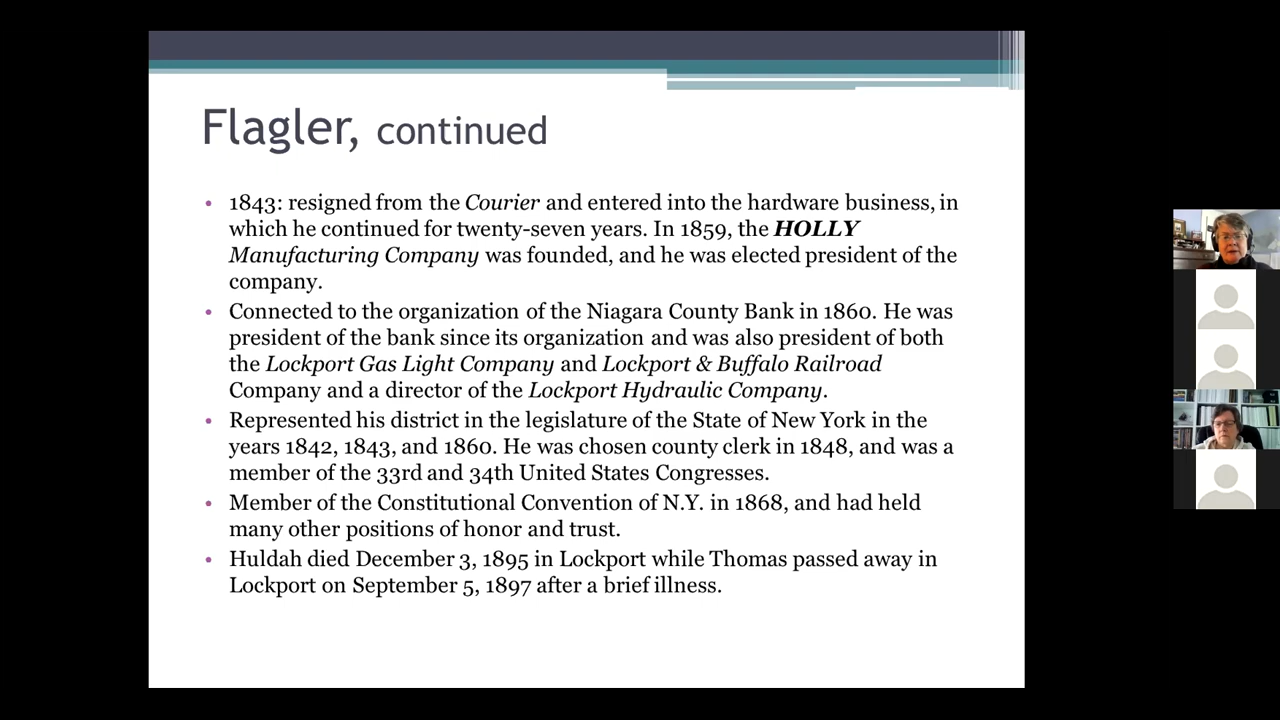 Flagler, continued
• 1843: resigned from the Courier and entered into the hardware business, in
which he continued for twenty-seven years. In 1859, the HOLLY
Manufacturing Company was founded, and he was elected president of the
company.
• Connected to the organization of the Niagara County Bank in 1860. He was
president of the bank since its organization and was also president of both
the Lockport Gas Light Company and Lockport & Buffalo Railroad
Company and a director of the Lockport Hydraulic Company.
• Represented his district in the legislature of the State of New York in the
years 1842, 1843, and 1860. He was chosen county clerk in 1848, and was a
member of the 33rd and 34th United States Congresses.
• Member of the Constitutional Convention of N.Y. in 1868, and had held
many other positions of honor and trust.
• Huldah died December 3, 1895 in Lockport while Thomas passed away in
Lockport on September 5, 1897 after a brief illness.